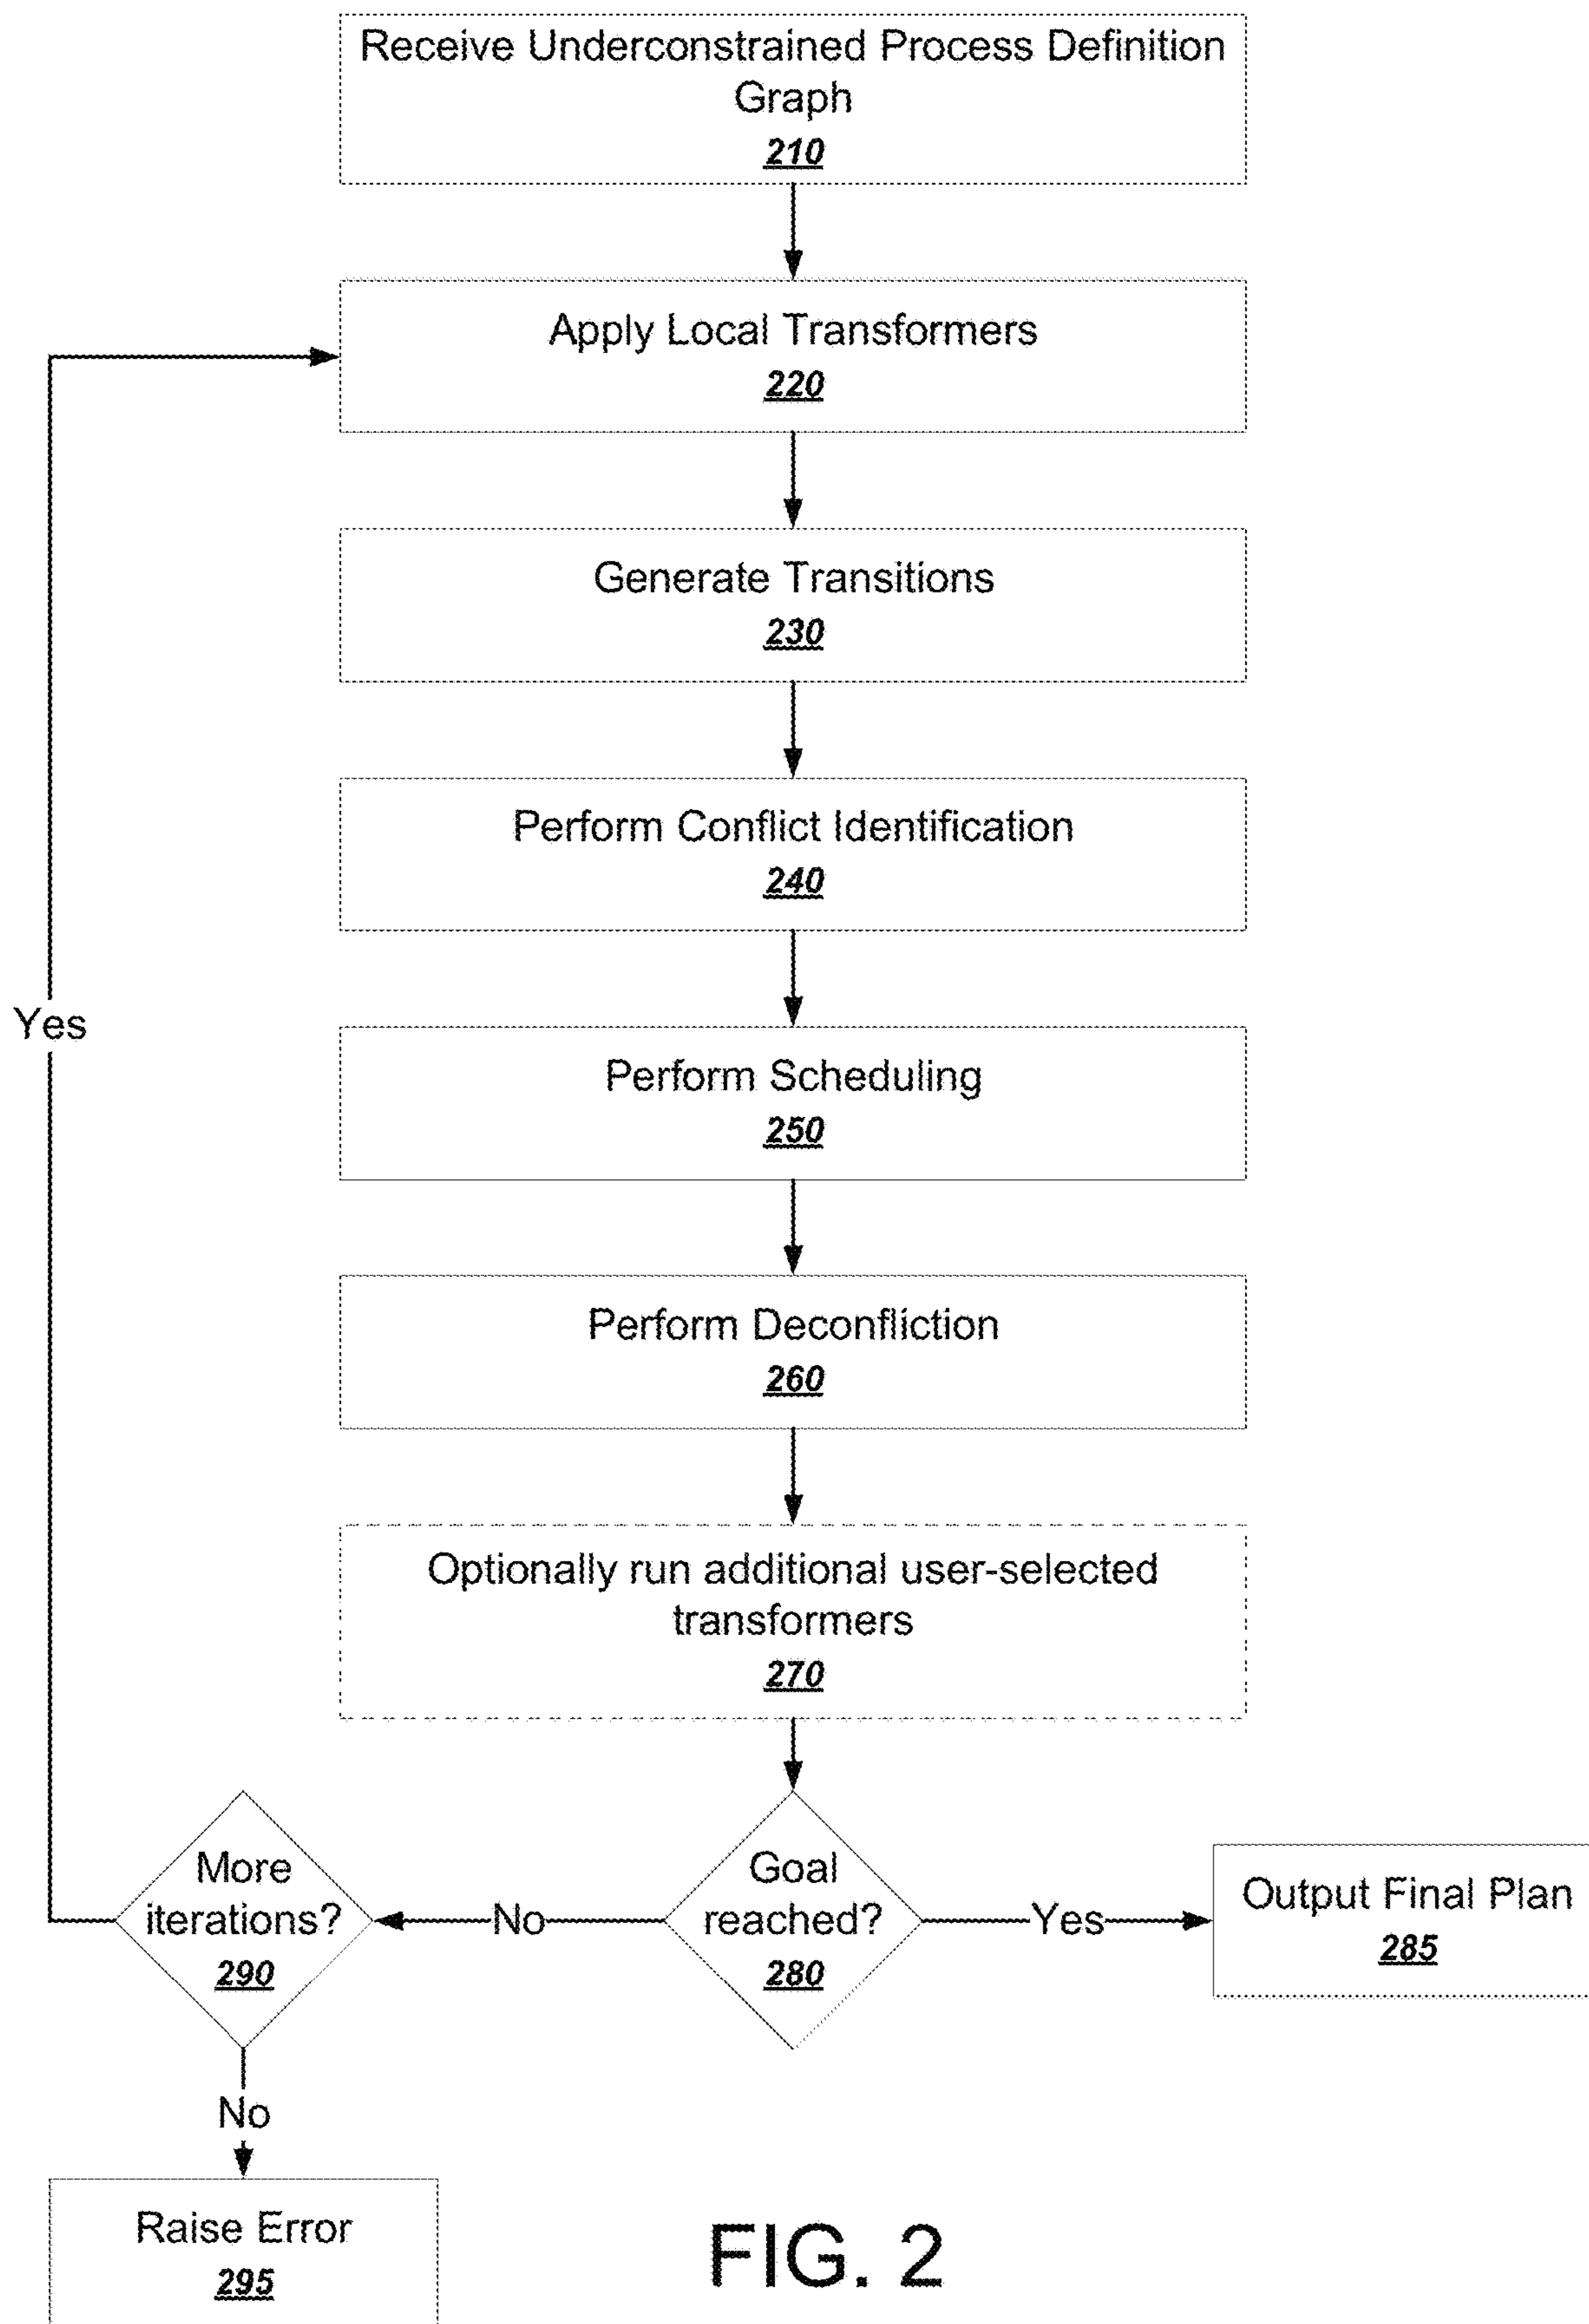 Receive Underconstrained Process Definition
Graph
210
Apply Local Transformers
220
Generate Transitions
230
Perform Conflict Identification
240
Yes
Perform Scheduling
250
Perform Deconfliction
260
Optionally run additional user-selected
transformers
270
More
iterations?
290
No
Goal
reached?
280
Yes
Output Final Plan
285
No
Raise Error
295
FIG. 2